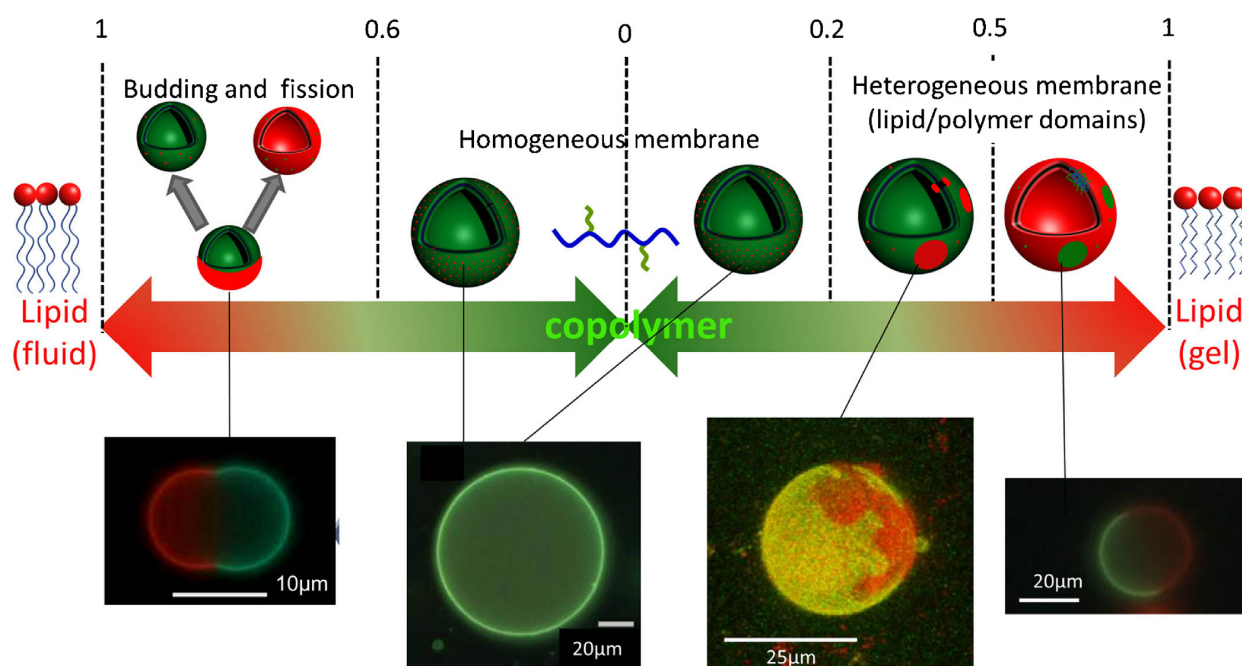 1 0.6 0 0.2 0.5 1
Budding and fission
Homogeneous membrane
Heterogeneous membrane
(lipid/polymer domains)
Lipid
(fluid)
copolymer
Lipid
(gel)
10μm
20μm
25μm
20μm